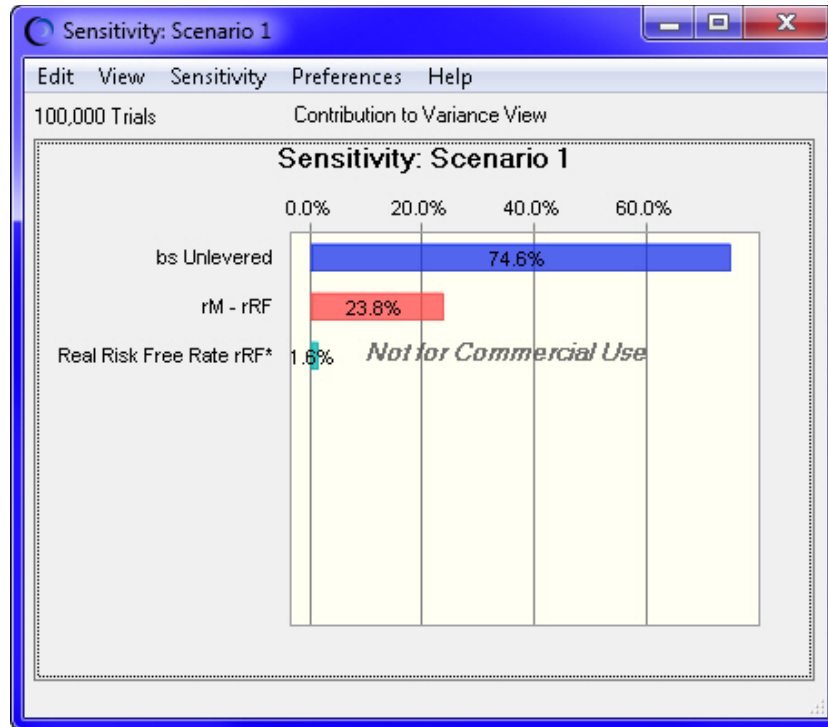 Sensitivity: Scenario 1
Edit View Sensitivity Preferences Help
100,000 Trials Contribution to Variance View
Sensitivity: Scenario 1
0.0% 20.0% 40.0% 60.0%
bs Unlevered 74.6%
rM - rRF 23.8%
Real Risk Free Rate rRF* 1.6% Not for Commercial Use